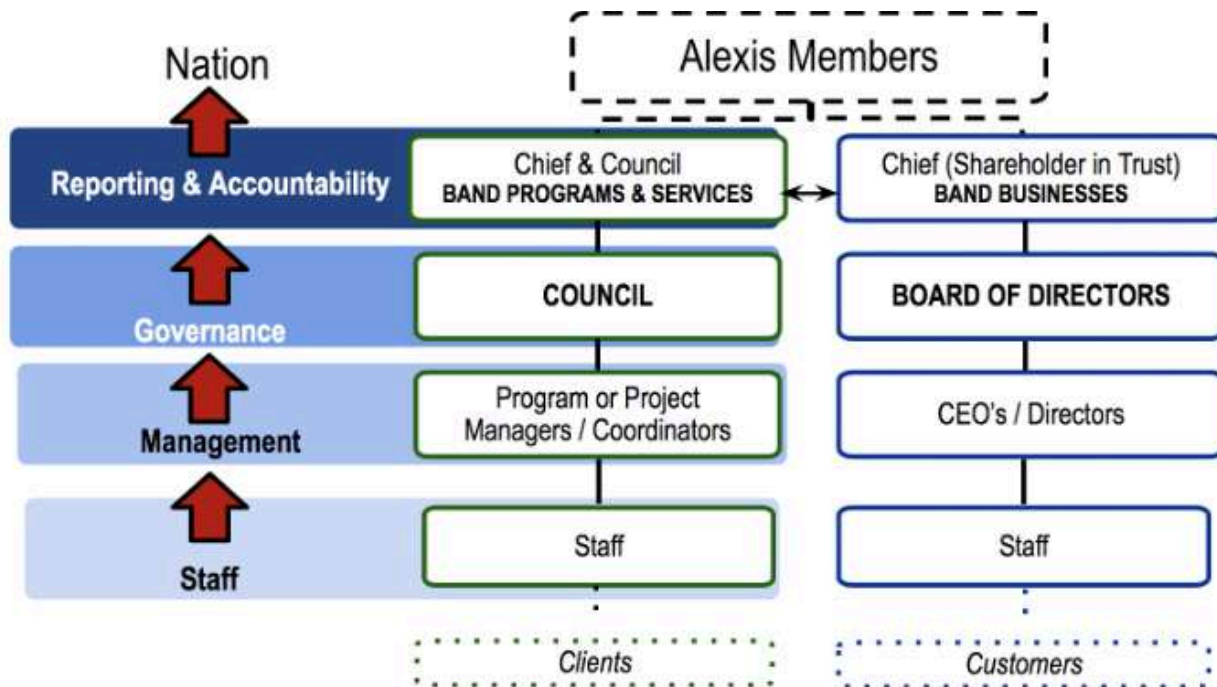 Nation
Alexis Members
Reporting & Accountability
Chief & Council
BAND PROGRAMS & SERVICES
Chief (Shareholder in Trust)
BAND BUSINESSES
Governance
COUNCIL
BOARD OF DIRECTORS
Management
Program or Project
Managers / Coordinators
CEO's / Directors
Staff
Staff
Staff
Clients
Customers